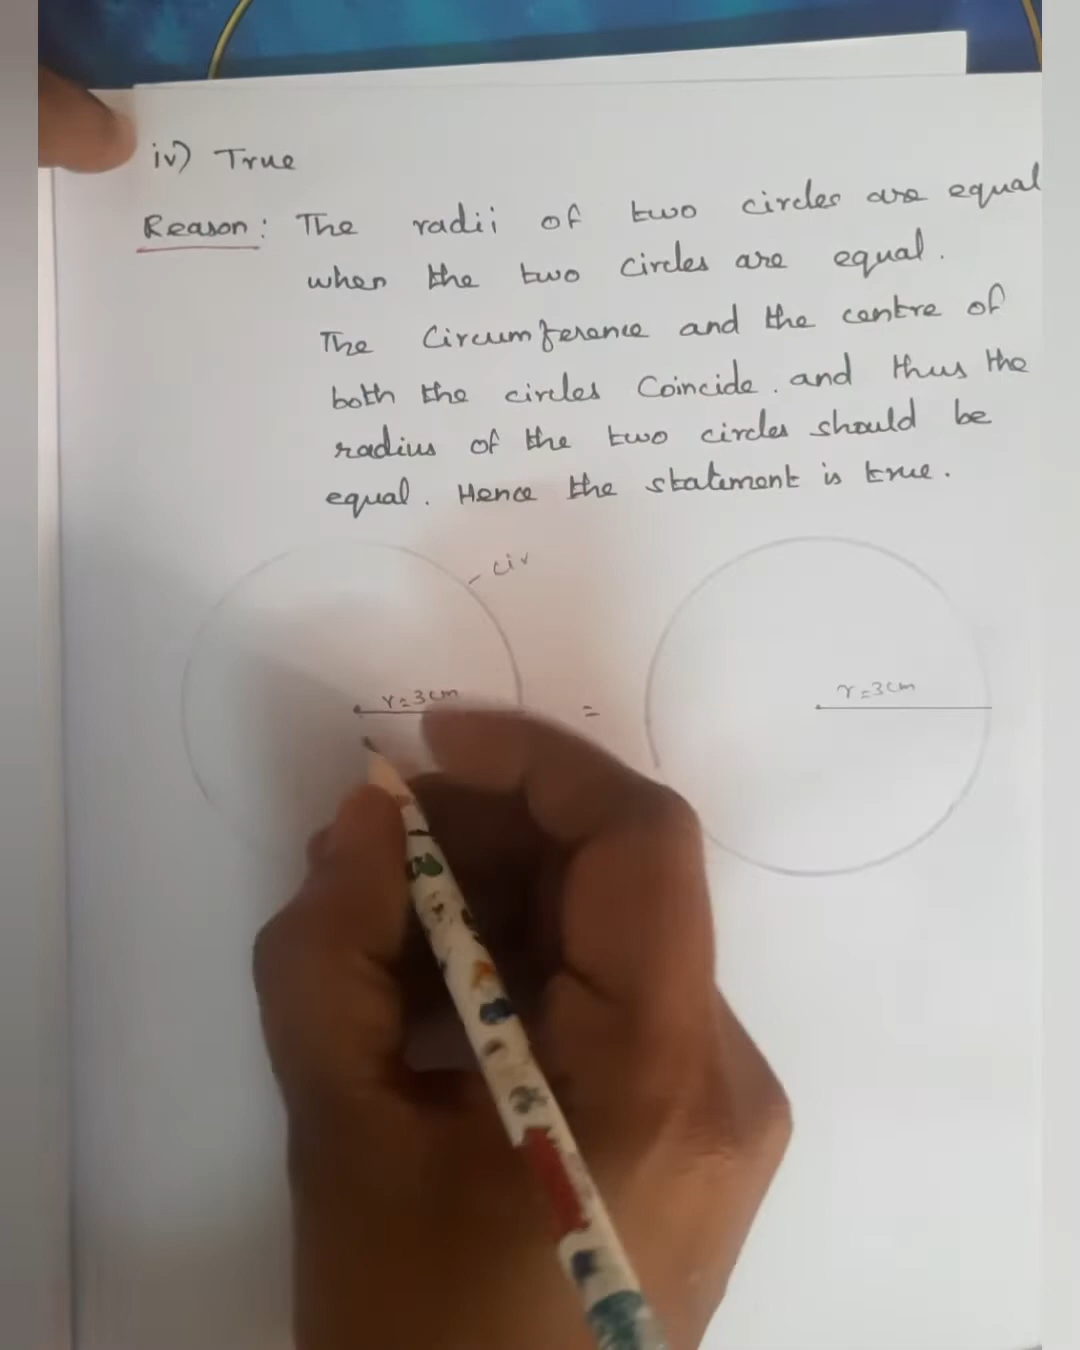 iv) True
Reason: The radii of two circles are equal
when the two circles are equal.
The Circumference and the centre of
both the circles Coincide. and thus the
radius of the two circles should be
equal. Hence the statement is true.
- cir
r=3cm
=
r=3cm